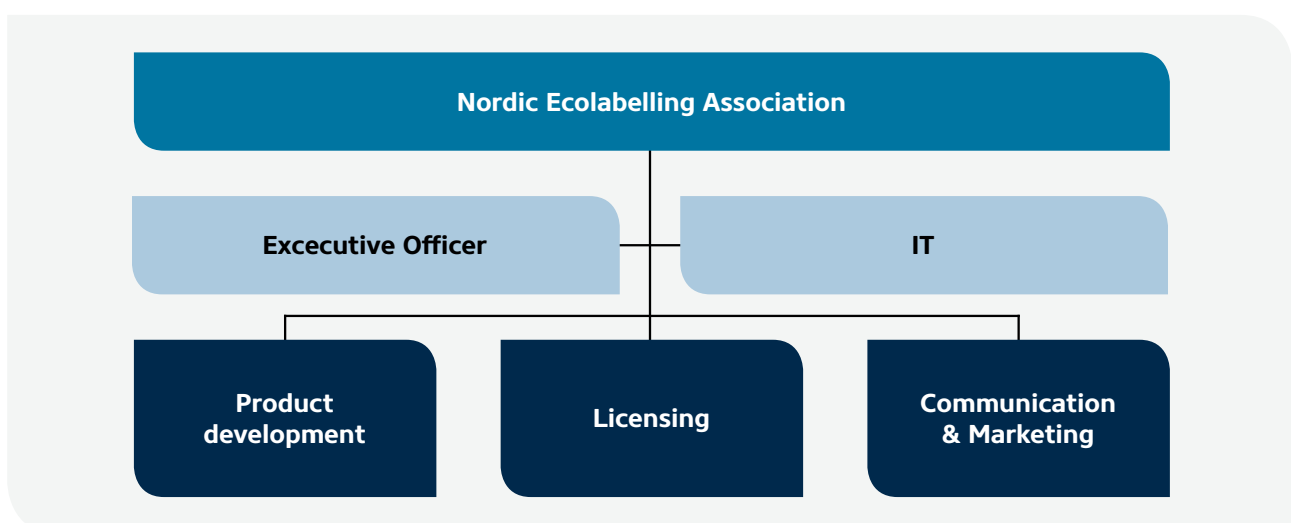 Nordic Ecolabelling Association
Excecutive Officer
IT
Product
development
Licensing
Communication
& Marketing